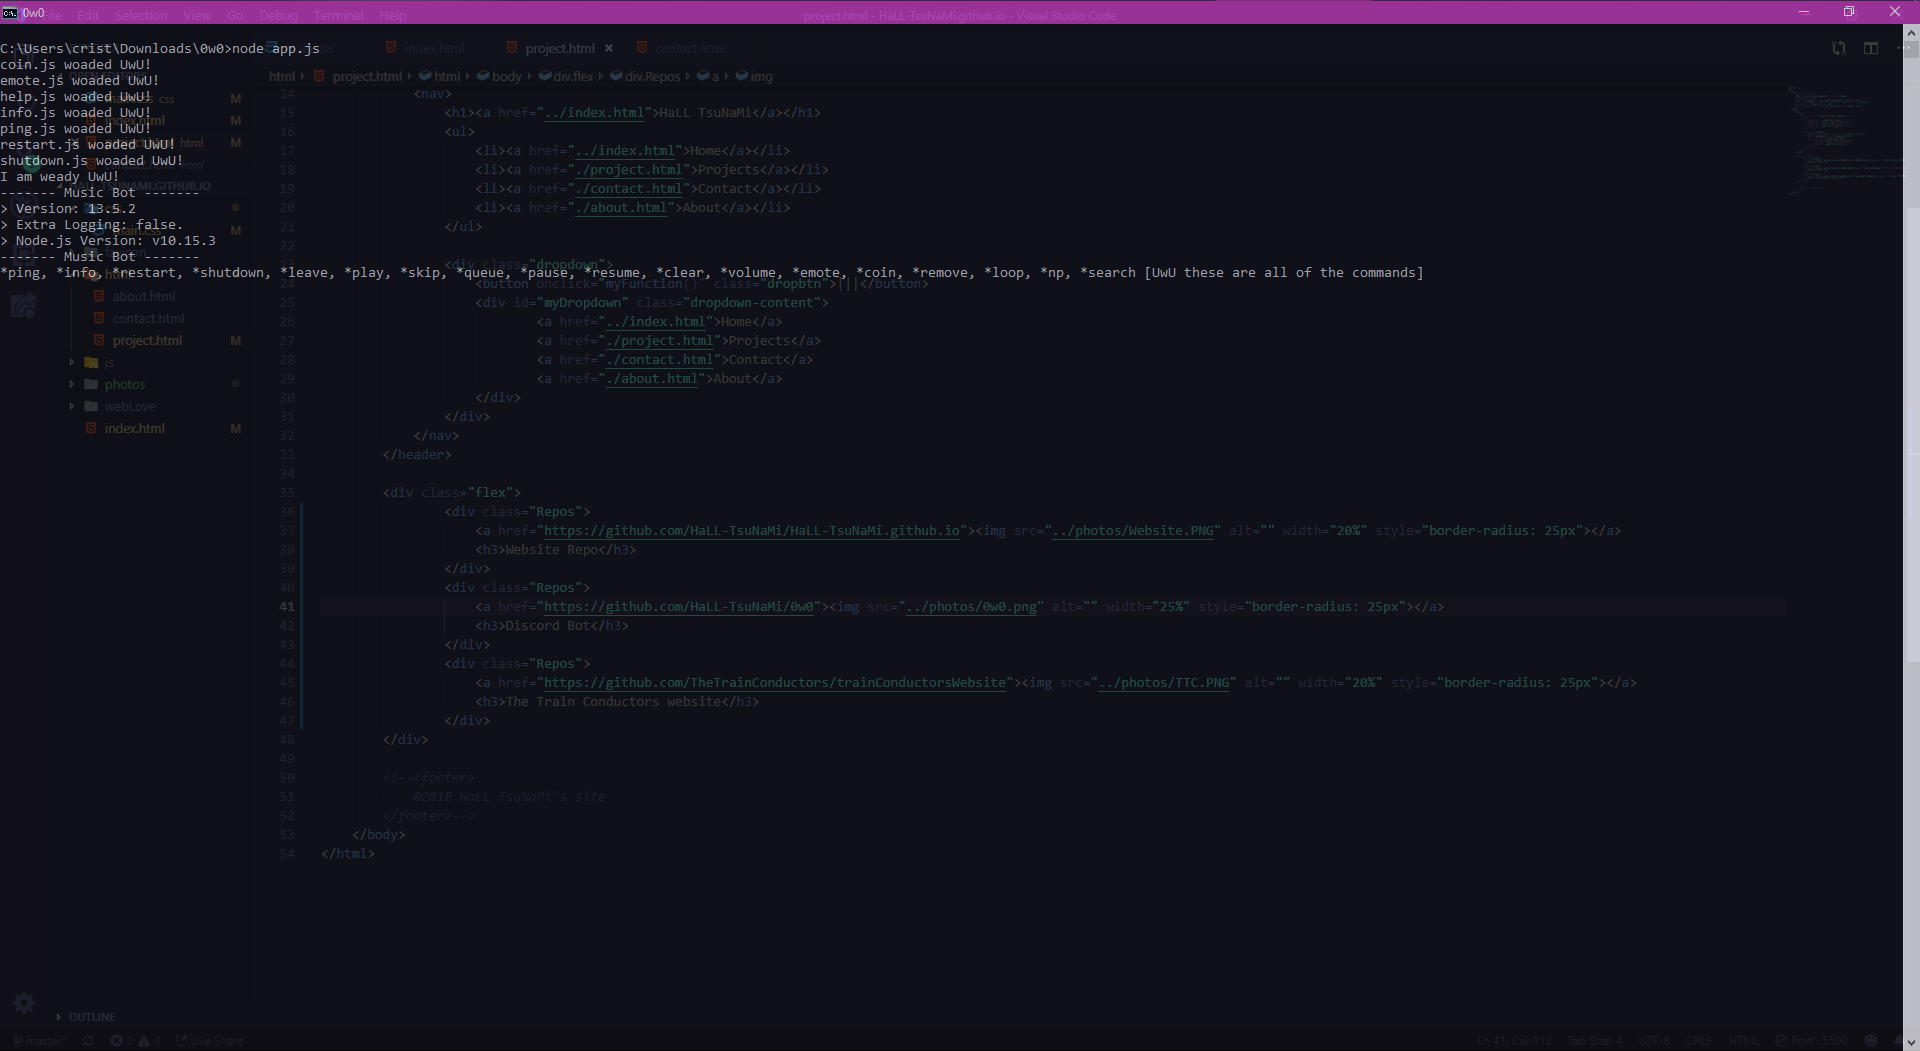 0w0
File Edit Selection View Go Debug Terminal Help
project.html - HaLL-TsuNaMi.github.io - Visual Studio Code
C:\Users\crist\Downloads\0w0>node app.js
coin.js woaded UwU!
emote.js woaded UwU!
help.js woaded UwU!
info.js woaded UwU!
ping.js woaded UwU!
restart.js woaded UwU!
shutdown.js woaded UwU!
I am weady UwU!
------- Music Bot -------
> Version: 13.5.2
> Extra Logging: false.
> Node.js Version: v10.15.3
------- Music Bot -------
*ping, *info, *restart, *shutdown, *leave, *play, *skip, *queue, *pause, *resume, *clear, *volume, *emote, *coin, *remove, *loop, *np, *search [UwU these are all of the commands]
index.html
project.html
contact.html
html project.html html body div.flex div.Repos a img
OPEN EDITORS
css M
index.html M
html M
HALL-TSUNAMI.GITHUB.IO
main.css M
about.html
contact.html
project.html M
js
photos
webLove
index.html M
OUTLINE
14 <nav>
15 <h1><a href="../index.html">HaLL TsuNaMi</a></h1>
16 <ul>
17 <li><a href="../index.html">Home</a></li>
18 <li><a href="./project.html">Projects</a></li>
19 <li><a href="./contact.html">Contact</a></li>
20 <li><a href="./about.html">About</a></li>
21 </ul>
22
23 <div class="dropdown">
24 <button onclick="myFunction()" class="dropbtn">|||</button>
25 <div id="myDropdown" class="dropdown-content">
26 <a href="../index.html">Home</a>
27 <a href="./project.html">Projects</a>
28 <a href="./contact.html">Contact</a>
29 <a href="./about.html">About</a>
30 </div>
31 </div>
32 </nav>
33 </header>
34
35 <div class="flex">
36 <div class="Repos">
37 <a href="https://github.com/HaLL-TsuNaMi/HaLL-TsuNaMi.github.io"><img src="../photos/Website.PNG" alt="" width="20%" style="border-radius: 25px"></a>
38 <h3>Website Repo</h3>
39 </div>
40 <div class="Repos">
41 <a href="https://github.com/HaLL-TsuNaMi/0w0"><img src="../photos/0w0.png" alt="" width="25%" style="border-radius: 25px"></a>
42 <h3>Discord Bot</h3>
43 </div>
44 <div class="Repos">
45 <a href="https://github.com/TheTrainConductors/trainConductorsWebsite"><img src="../photos/TTC.PNG" alt="" width="20%" style="border-radius: 25px"></a>
46 <h3>The Train Conductors website</h3>
47 </div>
48 </div>
49
50 <!--<footer>
51 ©2018 HaLL TsuNaMi's site
52 </footer>-->
53 </body>
54 </html>
master* 0 0 Live Share
Ln 41, Col 112 Tab Size: 4 UTF-8 CRLF HTML Port : 5500